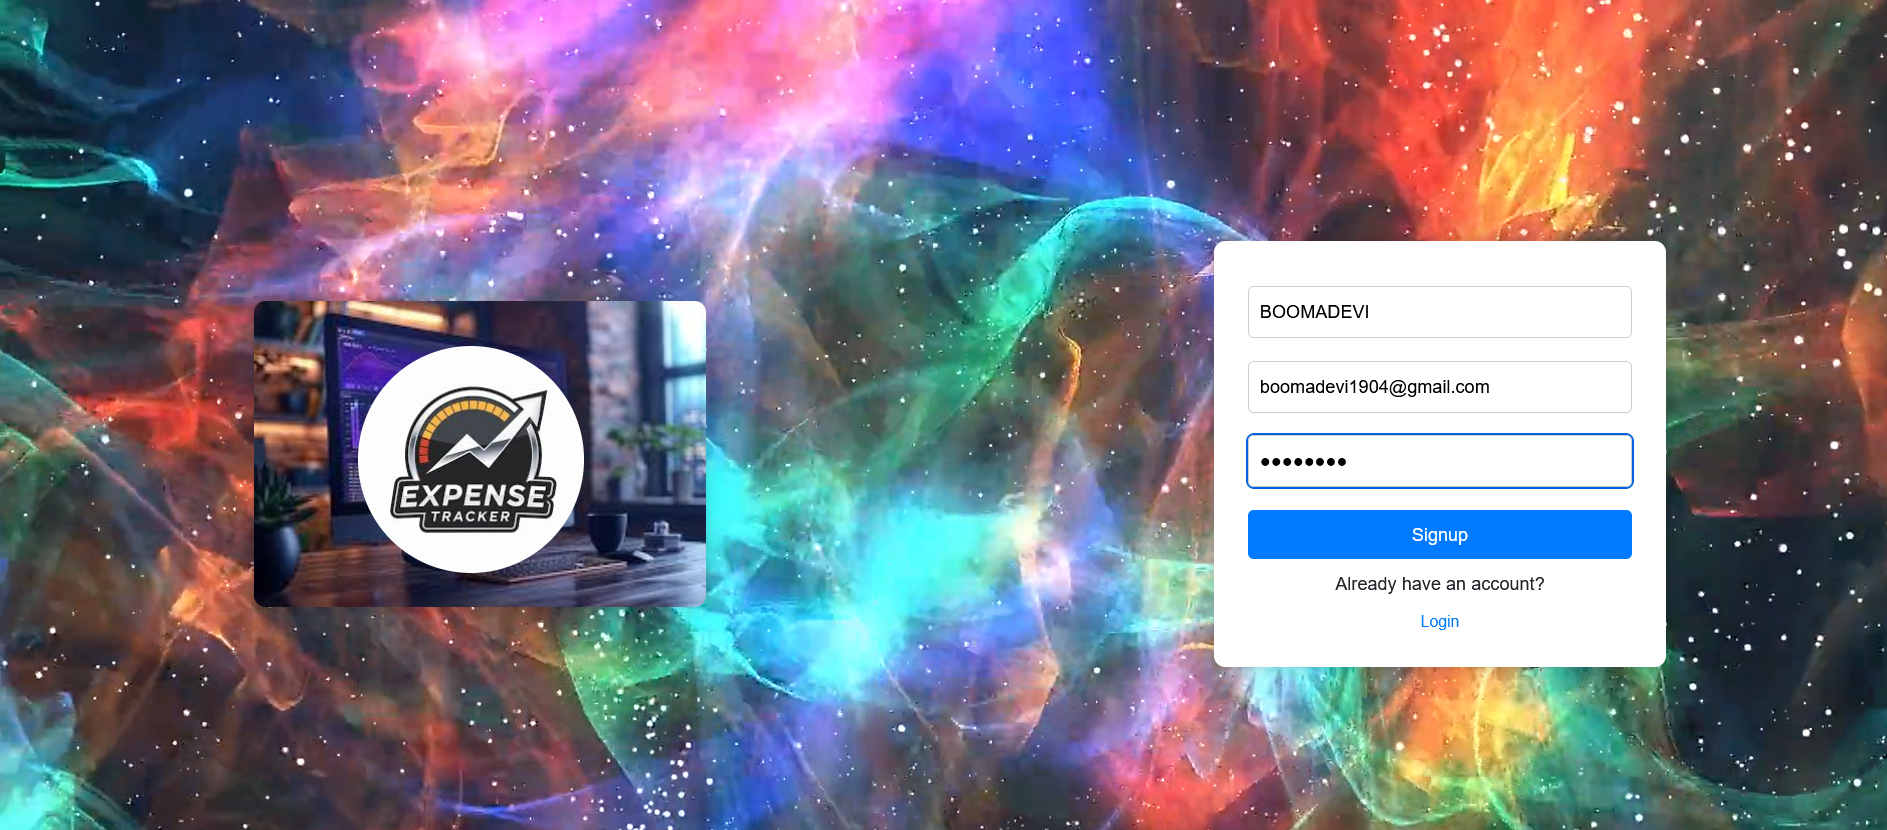 EXPENSE
TRACKER
BOOMADEVI
boomadevi1904@gmail.com
••••••••
Signup
Already have an account?
Login